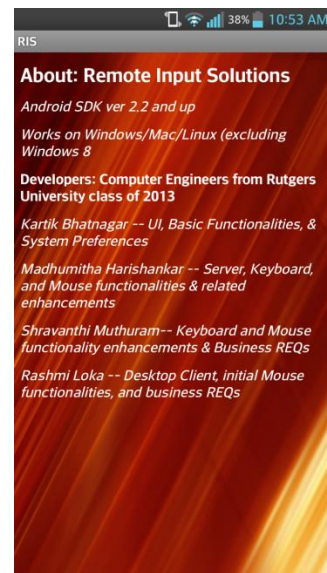 38% 10:53 AM
RIS
About: Remote Input Solutions
Android SDK ver 2.2 and up
Works on Windows/Mac/Linux (excluding
Windows 8
Developers: Computer Engineers from Rutgers
University class of 2013
Kartik Bhatnagar -- UI, Basic Functionalities, &
System Preferences
Madhumitha Harishankar -- Server, Keyboard,
and Mouse functionalities & related
enhancements
Shravanthi Muthuram-- Keyboard and Mouse
functionality enhancements & Business REQs
Rashmi Loka -- Desktop Client, initial Mouse
functionalities, and business REQs